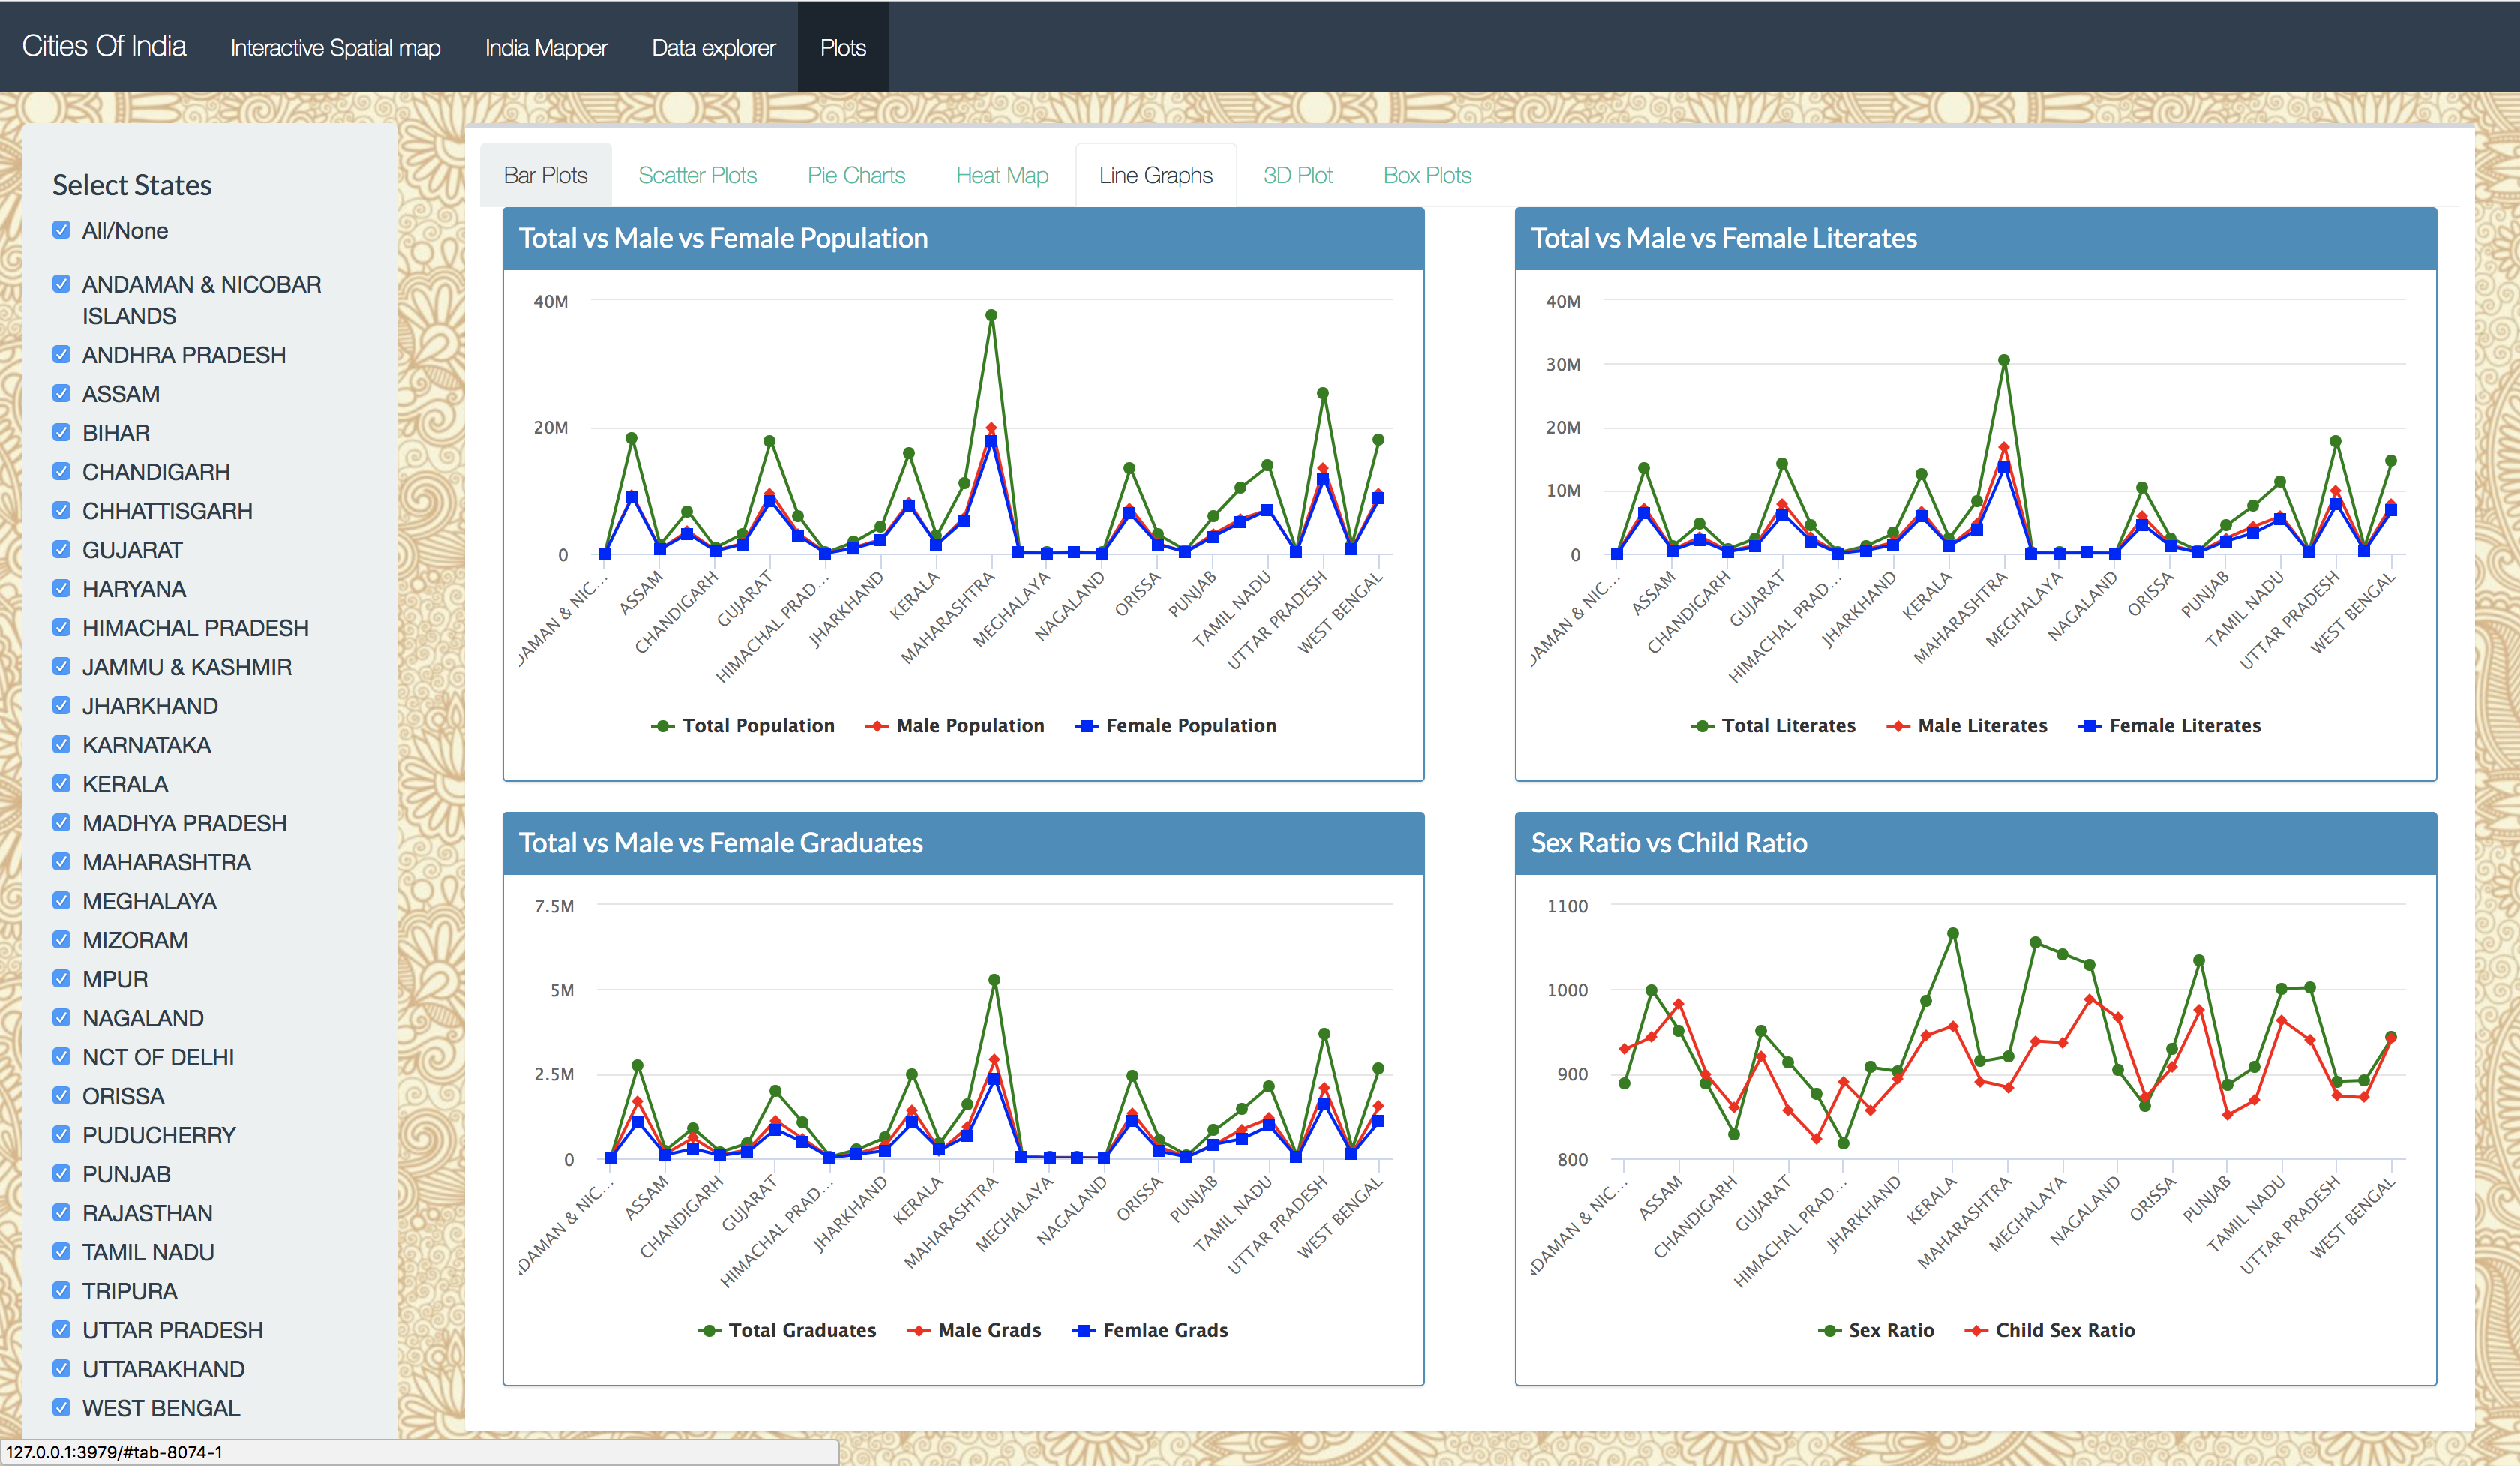 Cities Of India Interactive Spatial map India Mapper Data explorer Plots
Select States
All/None
ANDAMAN & NICOBAR
ISLANDS
ANDHRA PRADESH
ASSAM
BIHAR
CHANDIGARH
CHHATTISGARH
GUJARAT
HARYANA
HIMACHAL PRADESH
JAMMU & KASHMIR
JHARKHAND
KARNATAKA
KERALA
MADHYA PRADESH
MAHARASHTRA
MEGHALAYA
MIZORAM
MPUR
NAGALAND
NCT OF DELHI
ORISSA
PUDUCHERRY
PUNJAB
RAJASTHAN
TAMIL NADU
TRIPURA
UTTAR PRADESH
UTTARAKHAND
WEST BENGAL
Bar Plots Scatter Plots Pie Charts Heat Map Line Graphs 3D Plot Box Plots
Total vs Male vs Female Population
40M
20M
0
DAMAN & NIC... ASSAM CHANDIGARH GUJARAT HIMACHAL PRAD... JHARKHAND KERALA MAHARASHTRA MEGHALAYA NAGALAND ORISSA PUNJAB TAMIL NADU UTTAR PRADESH WEST BENGAL
Total Population Male Population Female Population
Total vs Male vs Female Literates
40M
30M
20M
10M
0
DAMAN & NIC... ASSAM CHANDIGARH GUJARAT HIMACHAL PRAD... JHARKHAND KERALA MAHARASHTRA MEGHALAYA NAGALAND ORISSA PUNJAB TAMIL NADU UTTAR PRADESH WEST BENGAL
Total Literates Male Literates Female Literates
Total vs Male vs Female Graduates
7.5M
5M
2.5M
0
NDAMAN & NIC... ASSAM CHANDIGARH GUJARAT HIMACHAL PRAD... JHARKHAND KERALA MAHARASHTRA MEGHALAYA NAGALAND ORISSA PUNJAB TAMIL NADU UTTAR PRADESH WEST BENGAL
Total Graduates Male Grads Femlae Grads
Sex Ratio vs Child Ratio
1100
1000
900
800
NDAMAN & NIC... ASSAM CHANDIGARH GUJARAT HIMACHAL PRAD... JHARKHAND KERALA MAHARASHTRA MEGHALAYA NAGALAND ORISSA PUNJAB TAMIL NADU UTTAR PRADESH WEST BENGAL
Sex Ratio Child Sex Ratio
127.0.0.1:3979/#tab-8074-1